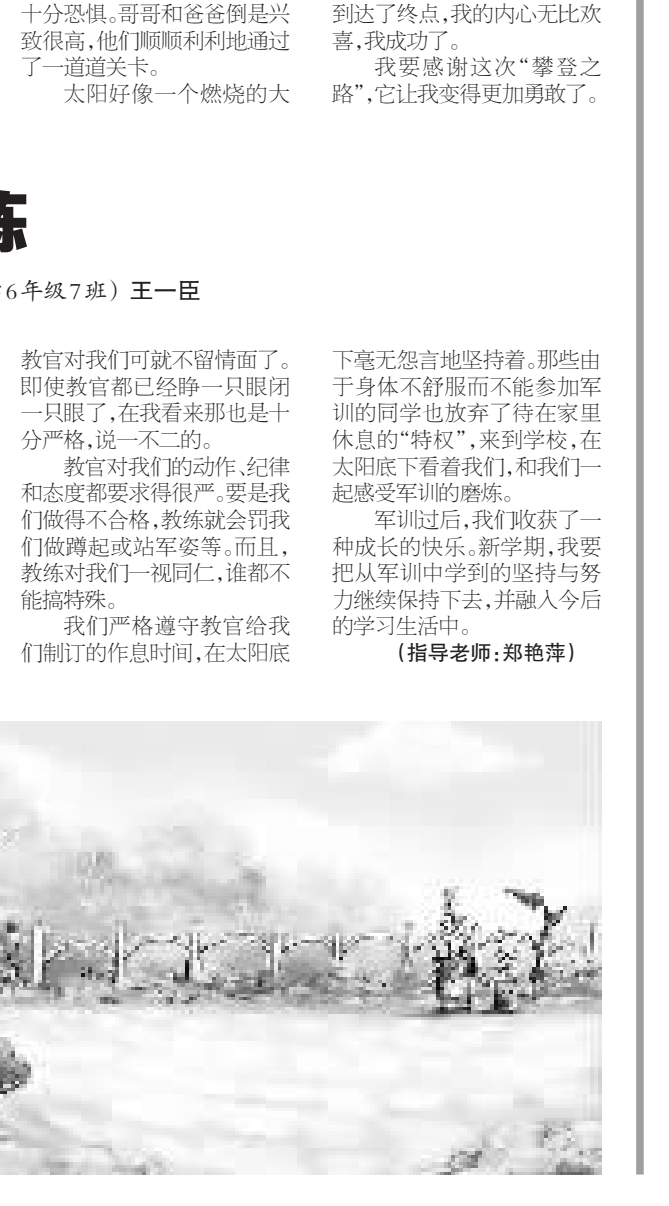 十分恐惧。哥哥和爸爸倒是兴
致很高,他们顺顺利利地通过
了一道道关卡。
太阳好像一个燃烧的大
到达了终点,我的内心无比欢
喜,我成功了。
我要感谢这次“攀登之
路”,它让我变得更加勇敢了。
练
6年级7班）王一臣
教官对我们可就不留情面了。
即使教官都已经睁一只眼闭
一只眼了,在我看来那也是十
分严格,说一不二的。
教官对我们的动作、纪律
和态度都要求得很严。要是我
们做得不合格,教练就会罚我
们做蹲起或站军姿等。而且,
教练对我们一视同仁,谁都不
能搞特殊。
我们严格遵守教官给我
们制订的作息时间,在太阳底
下毫无怨言地坚持着。那些由
于身体不舒服而不能参加军
训的同学也放弃了待在家里
休息的“特权”,来到学校,在
太阳底下看着我们,和我们一
起感受军训的磨炼。
军训过后,我们收获了一
种成长的快乐。新学期,我要
把从军训中学到的坚持与努
力继续保持下去,并融入今后
的学习生活中。
（指导老师:郑艳萍）